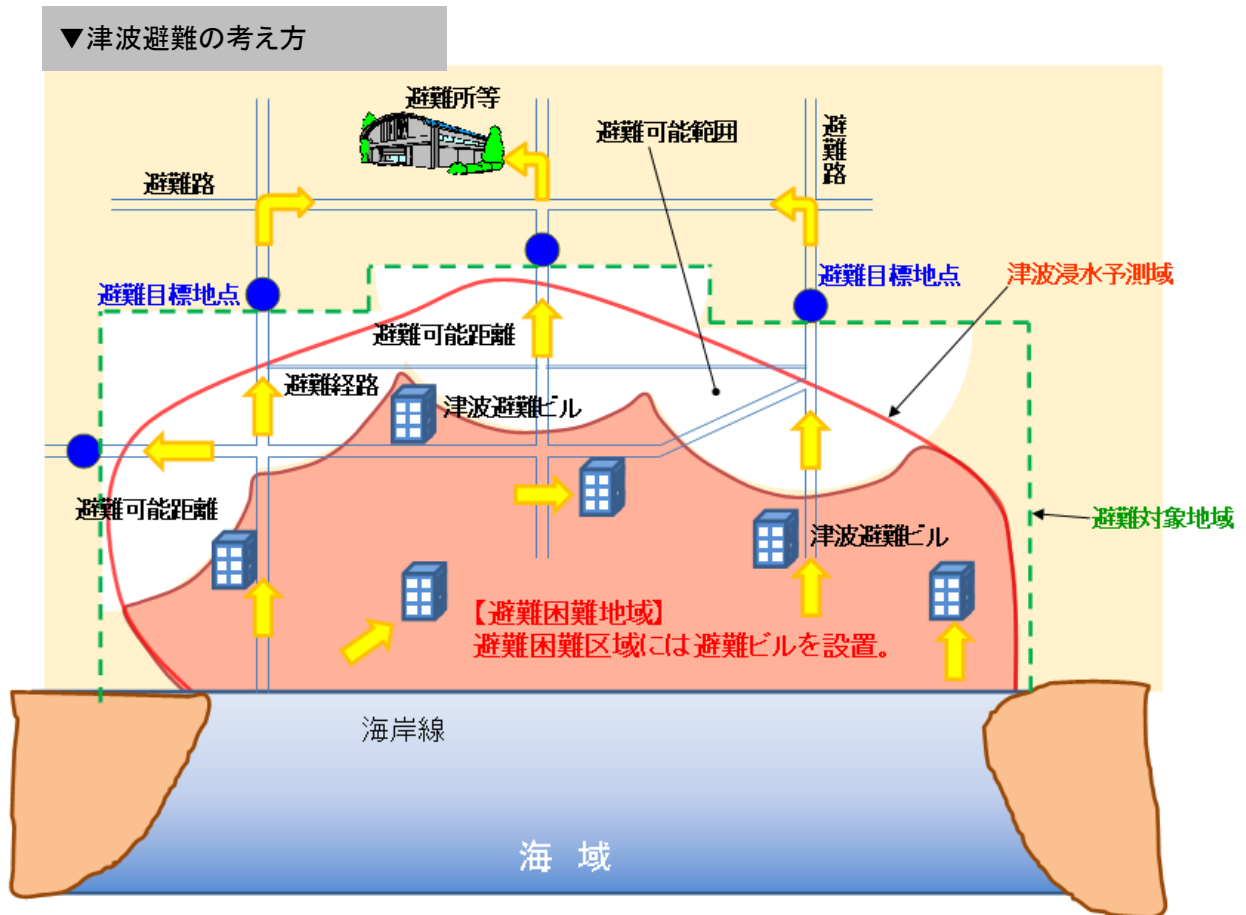 ▼津波避難の考え方
避難所等
避難可能範囲
避難路
避難路
避難目標地点
避難目標地点
津波浸水予測域
避難可能距離
避難経路
津波避難ビル
避難可能距離
避難対象地域
津波避難ビル
【避難困難地域】
避難困難区域には避難ビルを設置。
海岸線
海 域